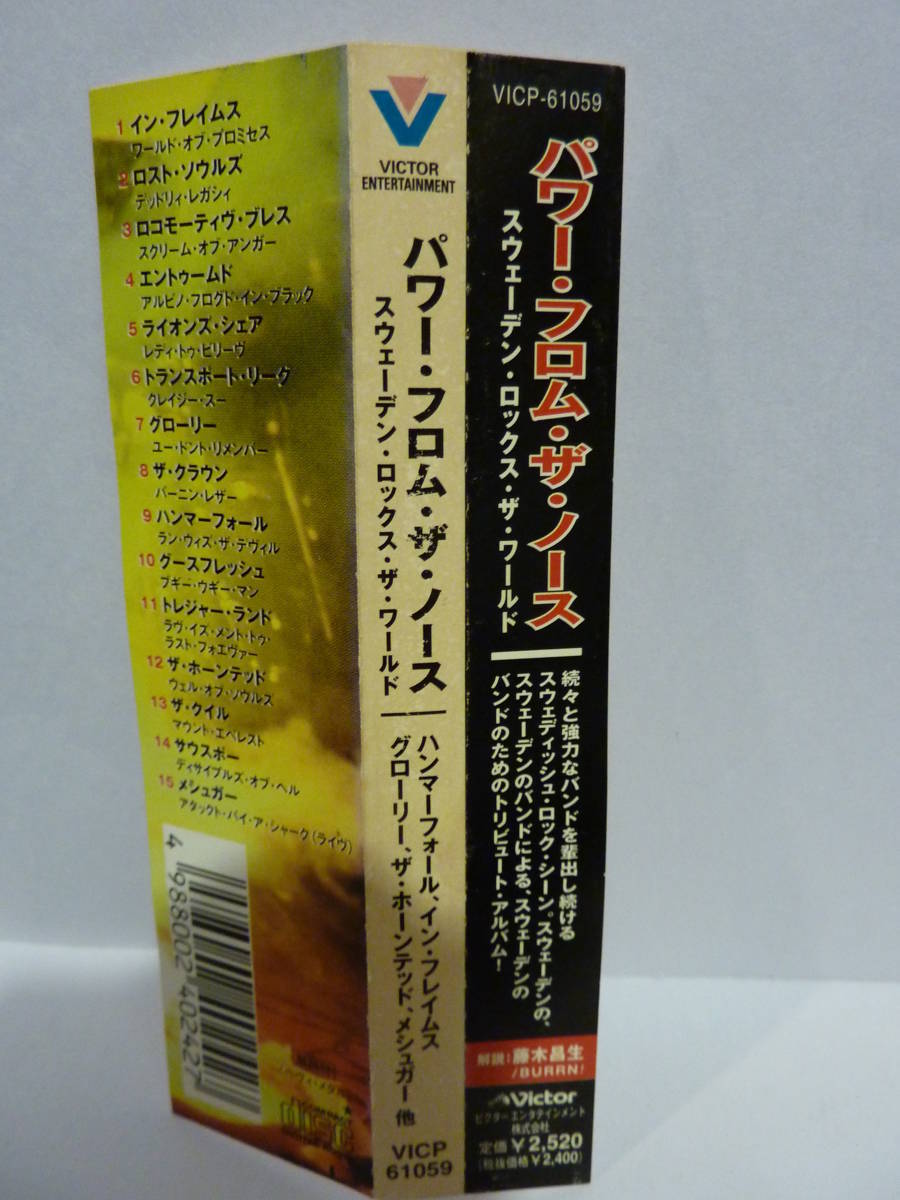 VICP-61059
パワー・フロム・ザ・ノース
スウェーデン・ロックス・ザ・ワールド
続々と強力なバンドを輩出し続ける
スウェディッシュ・ロック・シーン。スウェーデンの、
スウェーデンのバンドによる、スウェーデンの
バンドのためのトリビュート・アルバム!
解説:藤木昌生
/BURRN!
Victor
ビクターエンタテインメント
株式会社
定価¥2,520
(税抜価格¥2,400)
VICTOR
ENTERTAINMENT
パワー・フロム・ザ・ノース
スウェーデン・ロックス・ザ・ワールド
ハンマーフォール、イン・フレイムス
グローリー、ザ・ホーンテッド、メシュガー 他
VICP
61059
1 イン・フレイムス
ワールド・オブ・プロミセス
2 ロスト・ソウルズ
デッドリィ・レガシィ
3 ロコモーティヴ・ブレス
スクリーム・オブ・アンガー
4 エントゥームド
アルビノ・フログド・イン・ブラック
5 ライオンズ・シェア
レディ・トゥ・ビリーヴ
6 トランスポート・リーグ
クレイジー・スー
7 グローリー
ユー・ドント・リメンバー
8 ザ・クラウン
バーニン・レザー
9 ハンマーフォール
ラン・ウィズ・ザ・デヴィル
10 グースフレッシュ
ブギー・ウギー・マン
11 トレジャー・ランド
ラヴ・イズ・メント・トゥ・
ラスト・フォエヴァー
12 ザ・ホーンテッド
ウェル・オブ・ソウルズ
13 ザ・クイル
マウント・エベレスト
14 サウスポー
ディサイプルズ・オブ・ヘル
15 メシュガー
アタックト・バイ・ア・シャーク(ライヴ)
4 988002 402427